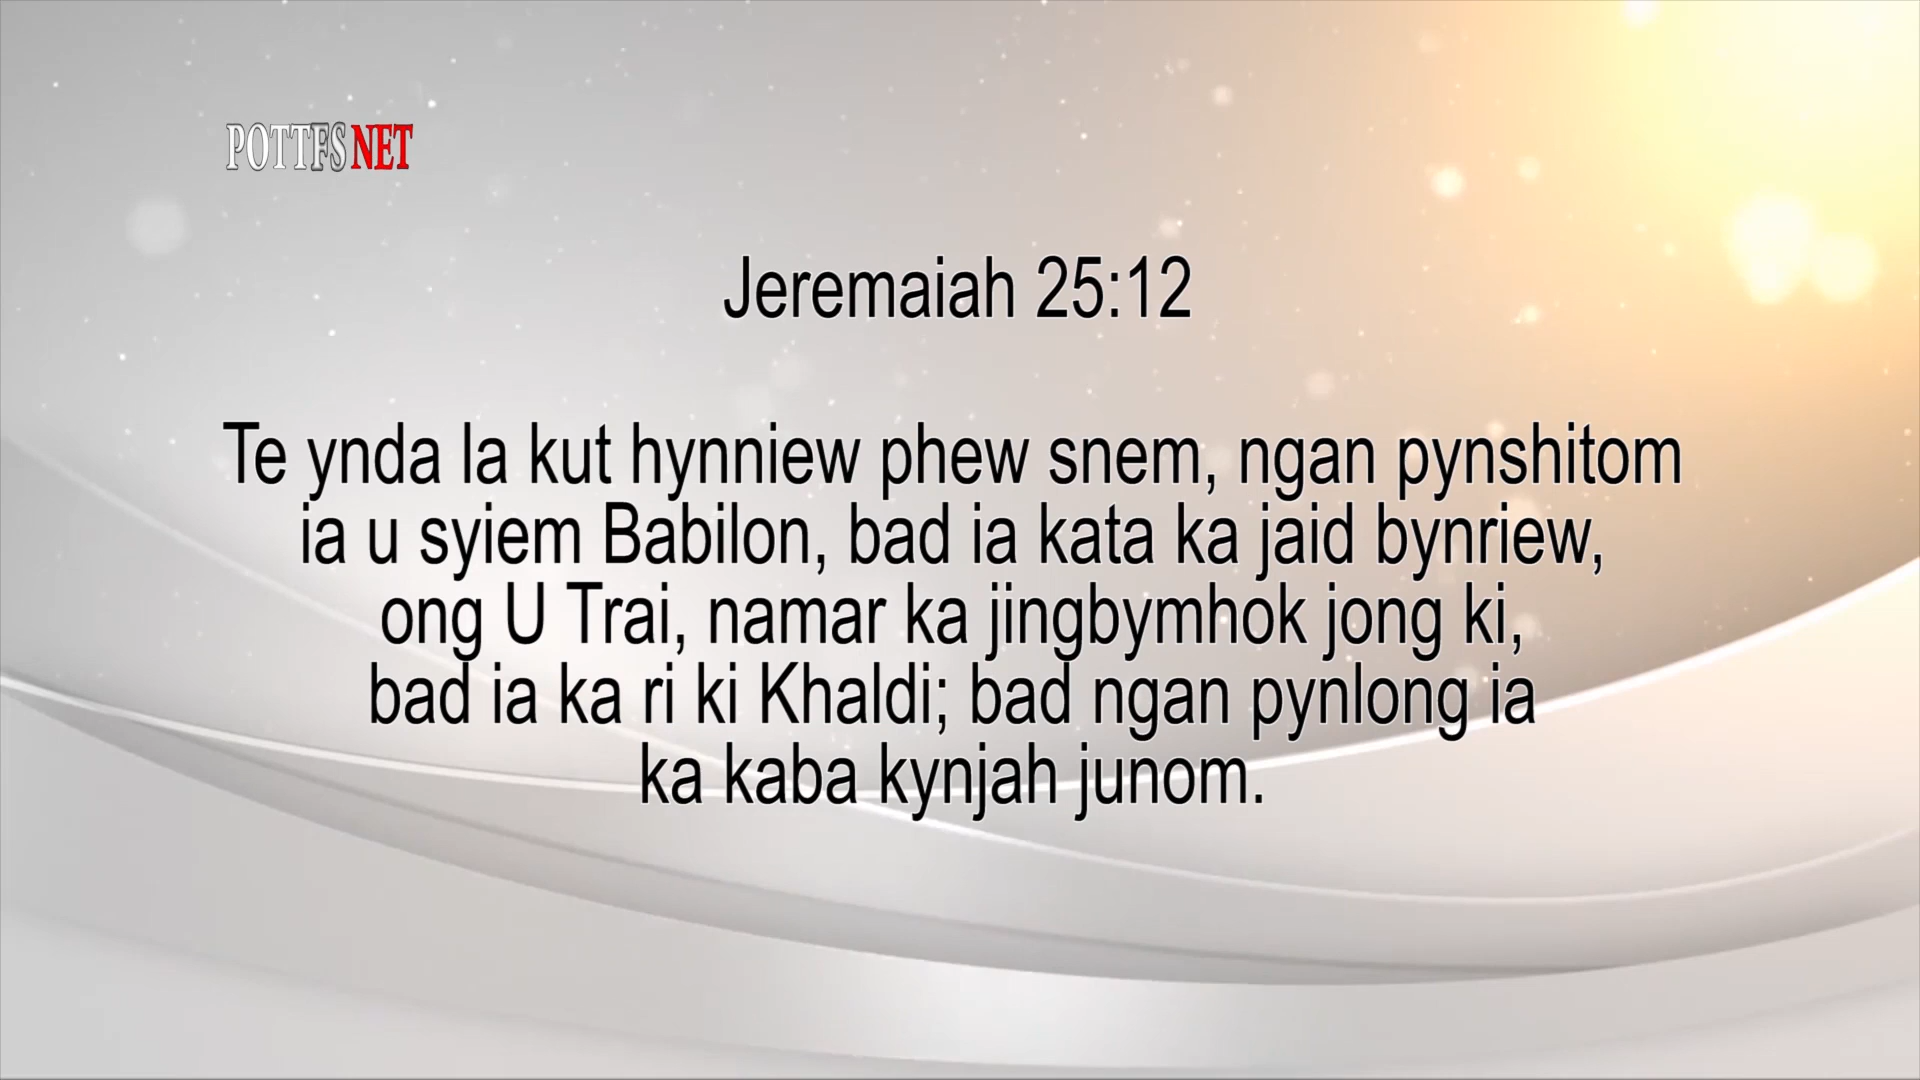 POTTFSNET
Jeremaiah 25:12
Te ynda la kut hynniew phew snem, ngan pynshitom
ia u syiem Babilon, bad ia kata ka jaid bynriew,
ong U Trai, namar ka jingbymhok jong ki,
bad ia ka ri ki Khaldi; bad ngan pynlong ia
ka kaba kynjah junom.